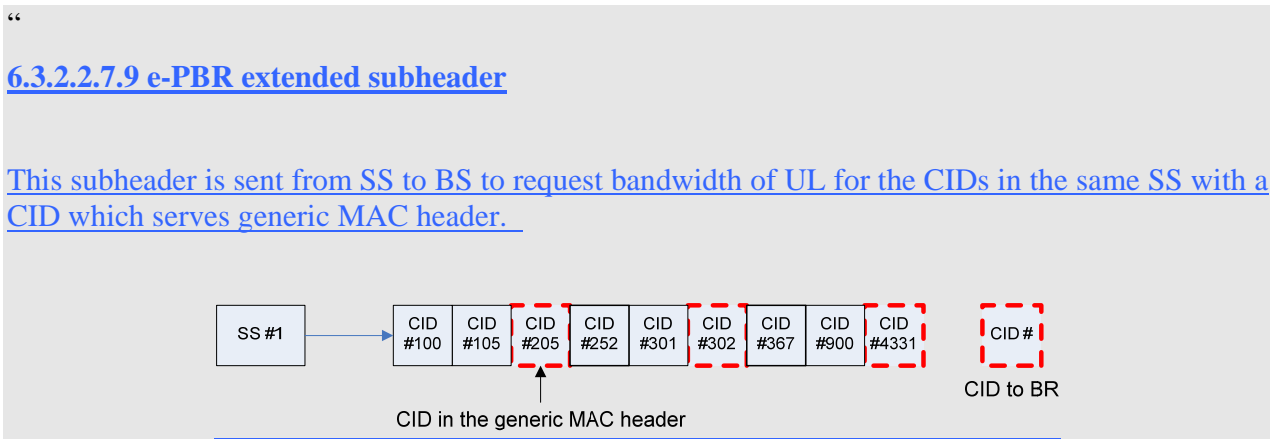 “
6.3.2.2.7.9 e-PBR extended subheader
This subheader is sent from SS to BS to request bandwidth of UL for the CIDs in the same SS with a
CID which serves generic MAC header.
SS #1
CID #100
CID #105
CID #205
CID #252
CID #301
CID #302
CID #367
CID #900
CID #4331
CID #
CID to BR
CID in the generic MAC header